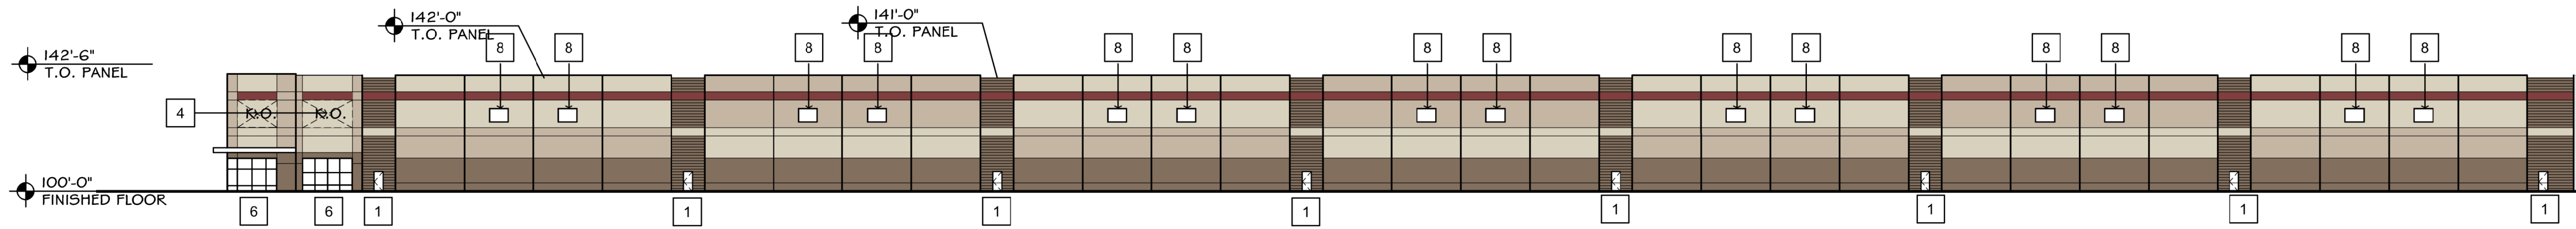 142'-0"
T.O. PANEL
141'-0"
T.O. PANEL
142'-6"
T.O. PANEL
8 8 8 8 8 8 8 8 8 8 8 8 8 8
4
K.O. K.O.
100'-0"
FINISHED FLOOR
6 6 1 1 1 1 1 1 1 1